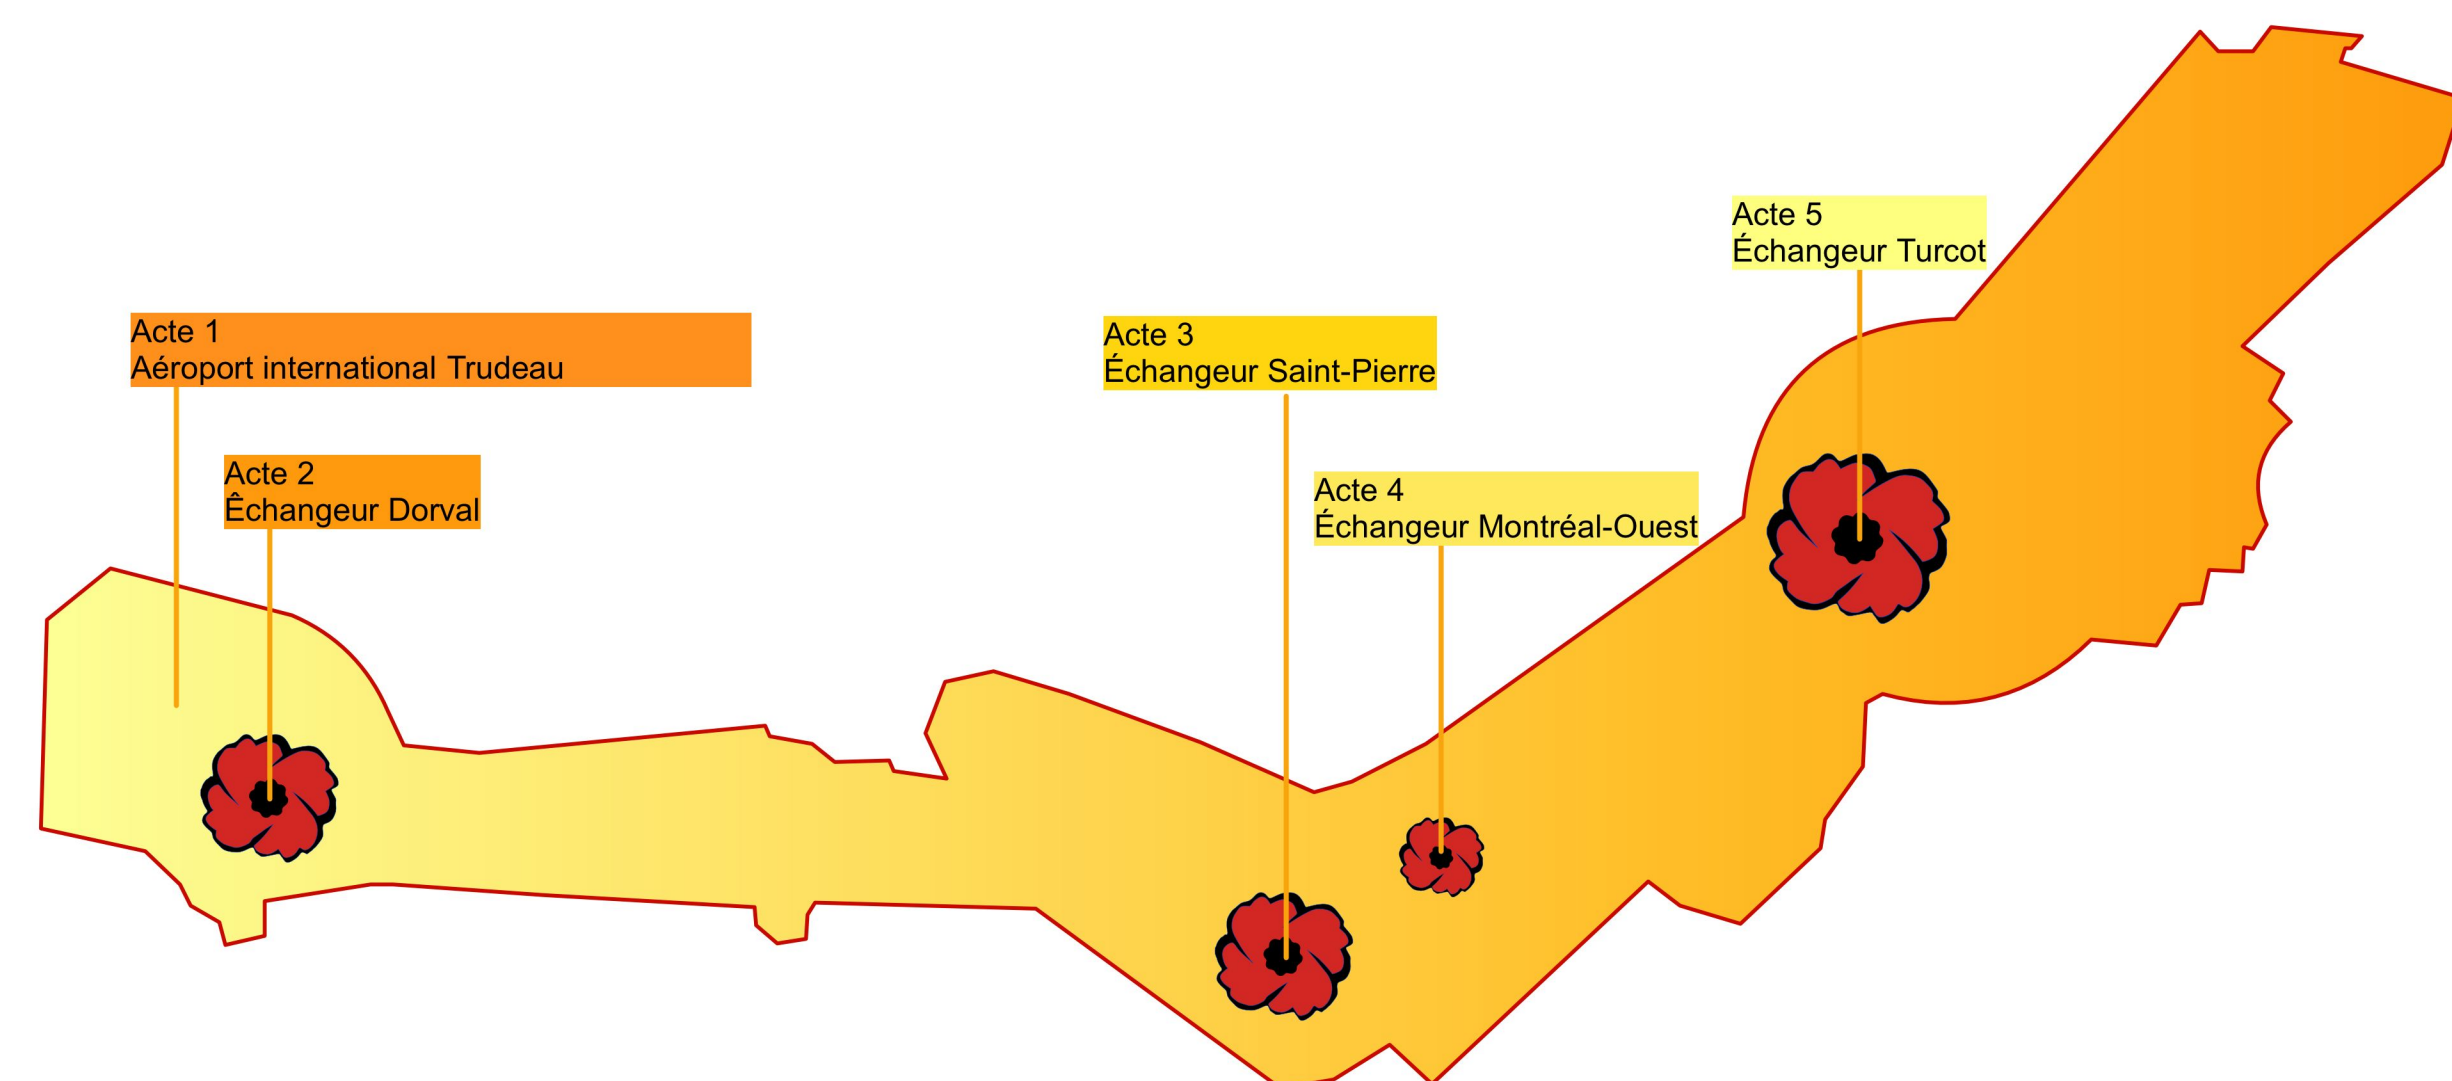 Acte 1
Aéroport international Trudeau
Acte 2
Êchangeur Dorval
Acte 3
Échangeur Saint-Pierre
Acte 4
Échangeur Montréal-Ouest
Acte 5
Échangeur Turcot